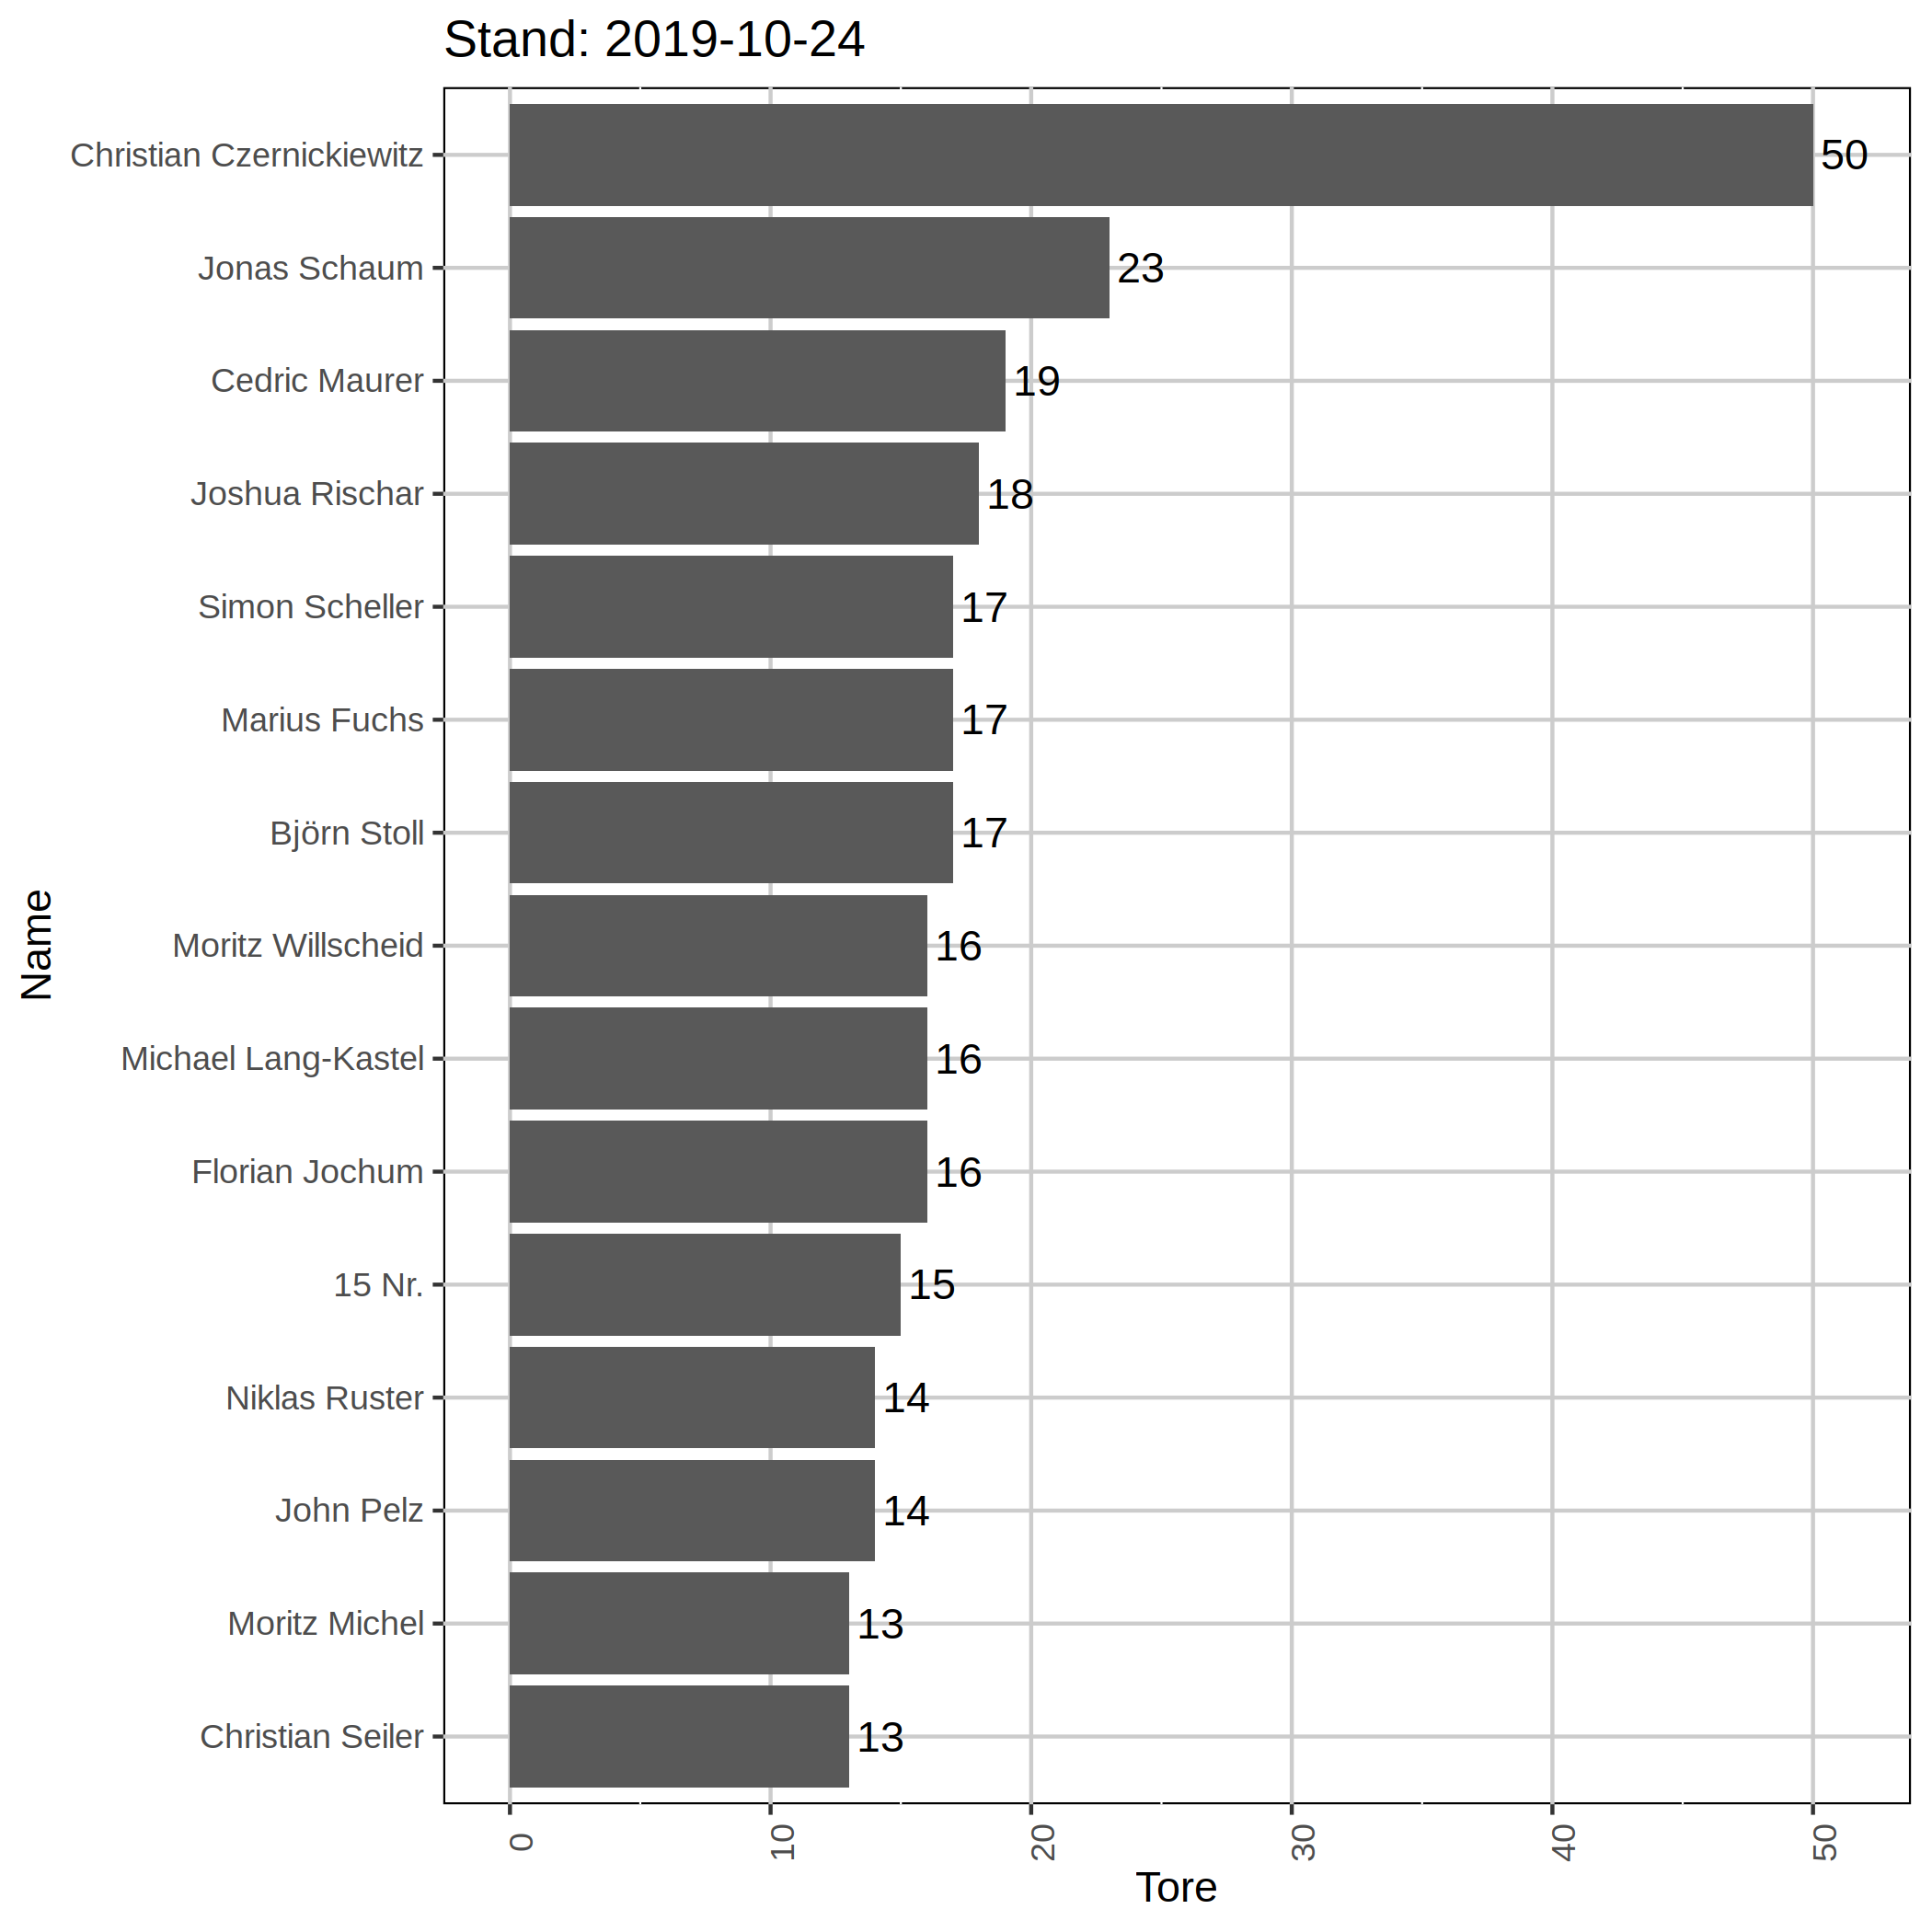 Stand: 2019-10-24
Christian Czernickiewitz 50
Jonas Schaum 23
Cedric Maurer 19
Joshua Rischar 18
Simon Scheller 17
Marius Fuchs 17
Björn Stoll 17
Moritz Willscheid 16
Michael Lang-Kastel 16
Florian Jochum 16
15 Nr. 15
Niklas Ruster 14
John Pelz 14
Moritz Michel 13
Christian Seiler 13
Name
0 10 20 30 40 50
Tore